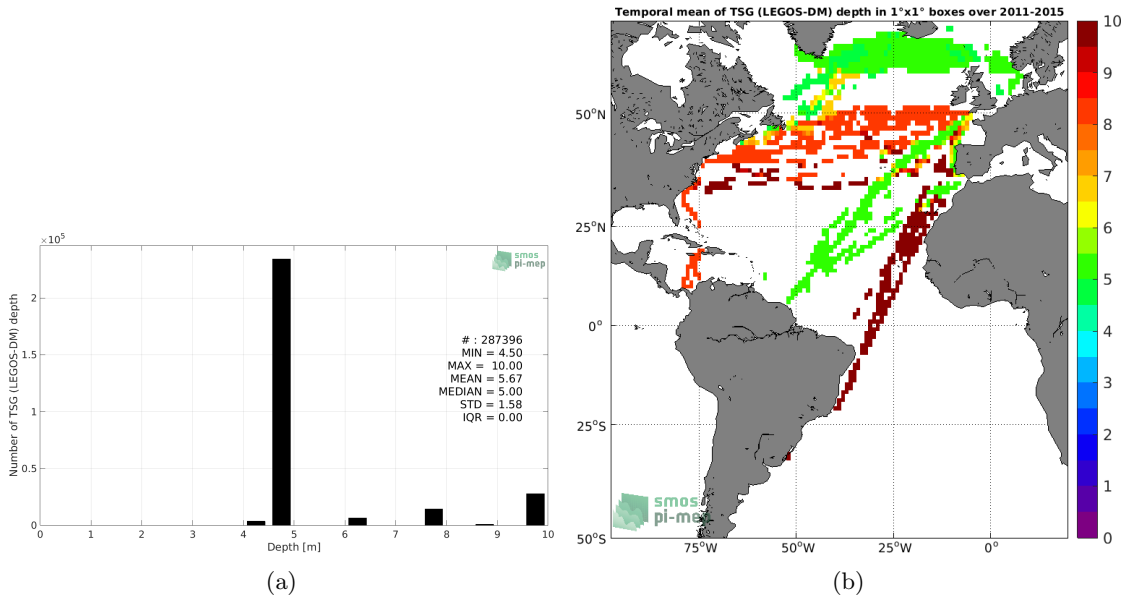 ×10⁵
2
1.5
1
0.5
0
Number of TSG (LEGOS-DM) depth
smos
pi-mep
# : 287396
MIN = 4.50
MAX = 10.00
MEAN = 5.67
MEDIAN = 5.00
STD = 1.58
IQR = 0.00
0 1 2 3 4 5 6 7 8 9 10
Depth [m]
(a)
Temporal mean of TSG (LEGOS-DM) depth in 1°x1° boxes over 2011-2015
50°N
25°N
0°
25°S
50°S
75°W 50°W 25°W 0°
smos
pi-mep
10
9
8
7
6
5
4
3
2
1
0
(b)